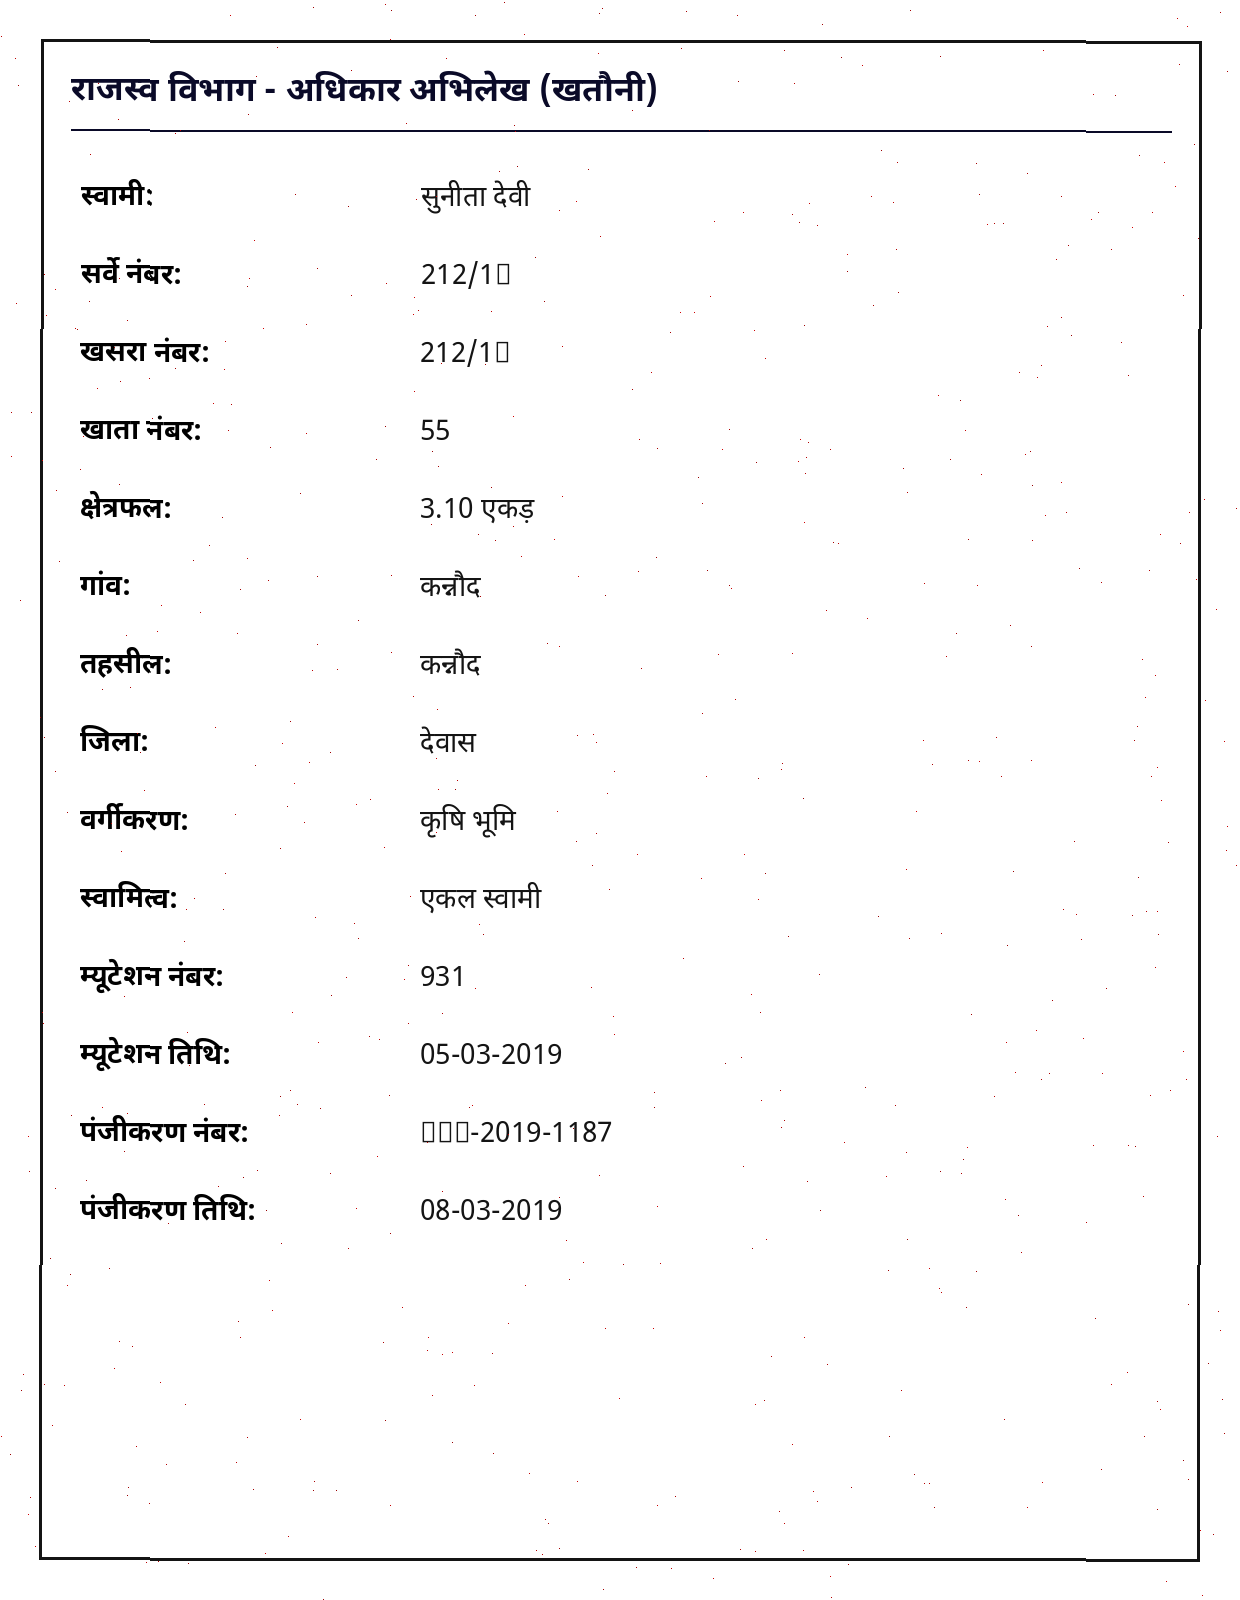 राजस्व विभाग - अधिकार अभिलेख (खतौनी)
स्वामी: सुनीता देवी
सर्वे नंबर: 212/1
खसरा नंबर: 212/1
खाता नंबर: 55
क्षेत्रफल: 3.10 एकड़
गांव: कन्नौद
तहसील: कन्नौद
जिला: देवास
वर्गीकरण: कृषि भूमि
स्वामित्व: एकल स्वामी
म्यूटेशन नंबर: 931
म्यूटेशन तिथि: 05-03-2019
पंजीकरण नंबर: -2019-1187
पंजीकरण तिथि: 08-03-2019